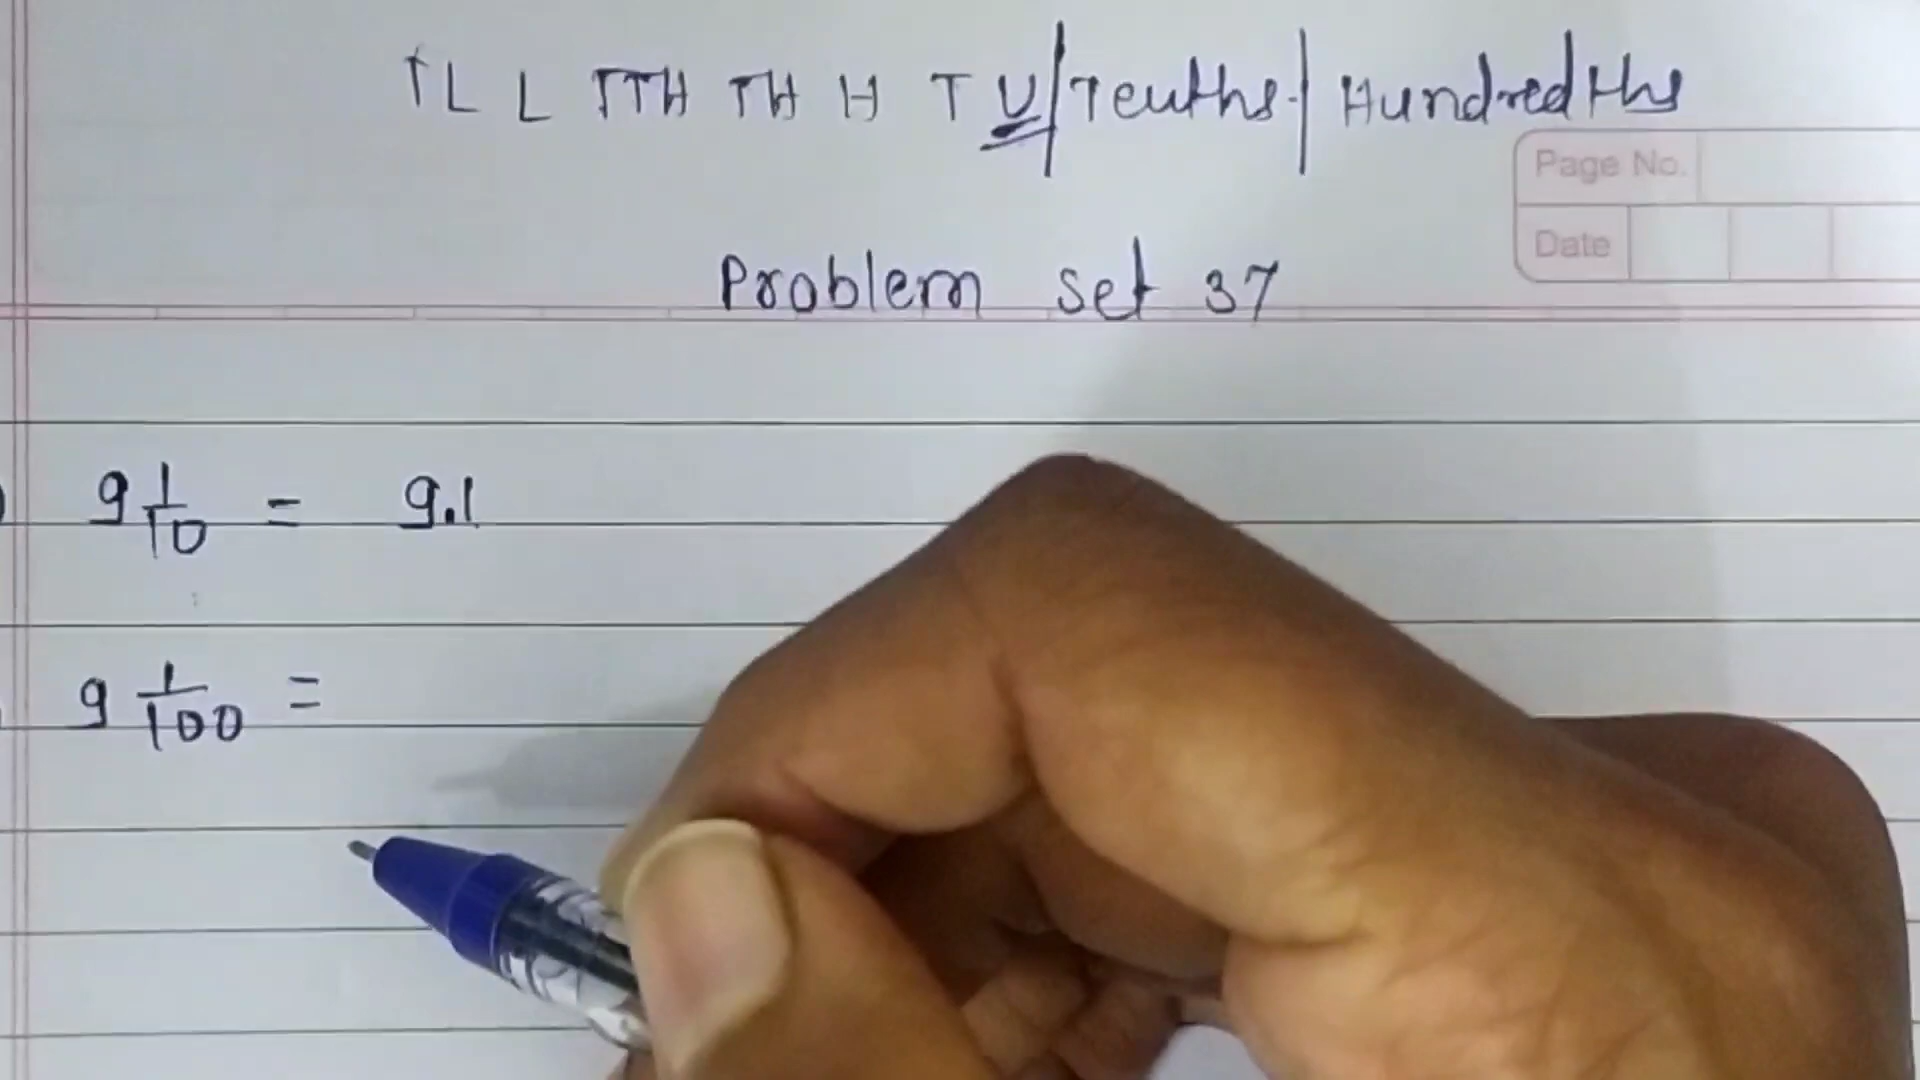 TL L TTH TH H T U/Tenths./Hundredths
Page No.
Date
Problem set 37
9 1/10 = 9.1
9 1/100 =